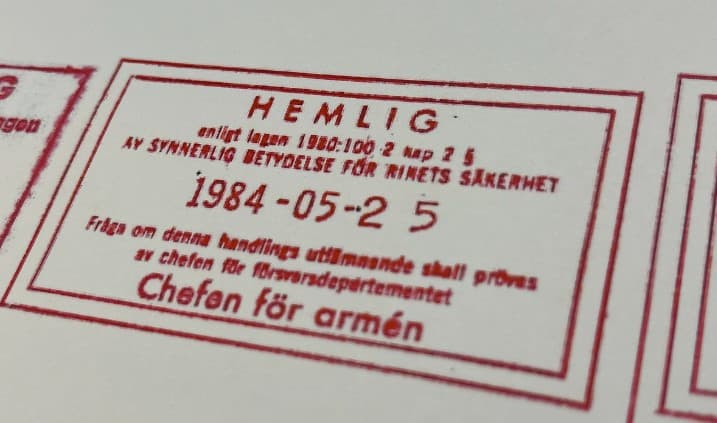 G
agen
HEMLIG
enligt lagen 1980:100 2 kap 2 §
AV SYNNERLIG BETYDELSE FÖR RIKETS SÄKERHET
1984-05-25
Fråga om denna handlings utlämnande skall prövas
av chefen för försvarsdepartementet
Chefen för armén